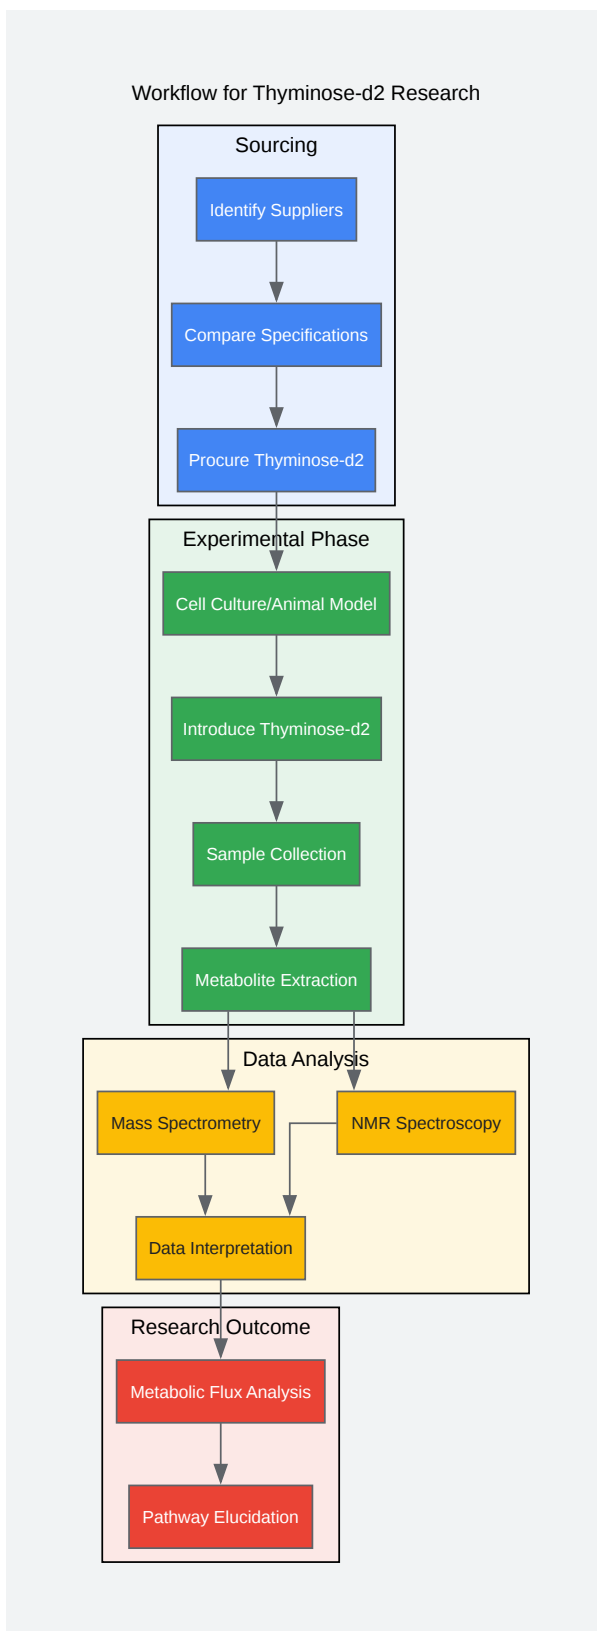 Workflow for Thyminose-d2 Research
Sourcing
Identify Suppliers
Compare Specifications
Procure Thyminose-d2
Experimental Phase
Cell Culture/Animal Model
Introduce Thyminose-d2
Sample Collection
Metabolite Extraction
Data Analysis
Mass Spectrometry
NMR Spectroscopy
Data Interpretation
Research Outcome
Metabolic Flux Analysis
Pathway Elucidation